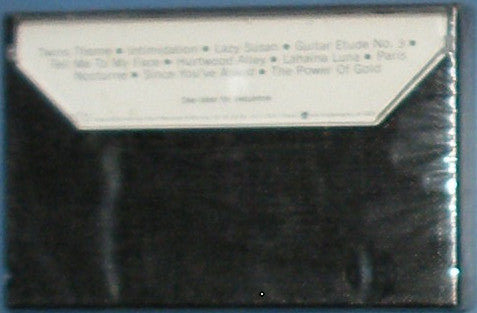 Twins Theme • Intimidation • Lazy Susan • Guitar Etude No. 3 •
Tell Me To My Face • Hurtwood Alley • Lahaina Luna • Paris
Nocturne • Since You've Asked • The Power Of Gold